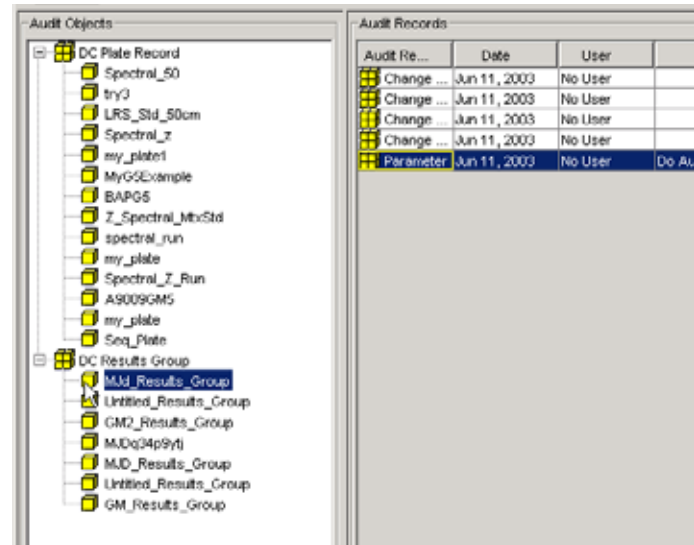 Audit Objects
DC Plate Record
Spectral_50
try3
LRS_Std_50cm
Spectral_z
my_plate1
MyG5Example
BAPG5
Z_Spectral_MtxStd
spectral_run
my_plate
Spectral_Z_Run
A9009GM5
my_plate
Seq_Plate
DC Results Group
MJd_Results_Group
Untitled_Results_Group
GM2_Results_Group
MJDq34p9ytj
MJD_Results_Group
Untitled_Results_Group
GM_Results_Group
Audit Records
Audit Re... Date User
Change ... Jun 11, 2003 No User
Change ... Jun 11, 2003 No User
Change ... Jun 11, 2003 No User
Change ... Jun 11, 2003 No User
Parameter Jun 11, 2003 No User Do Au